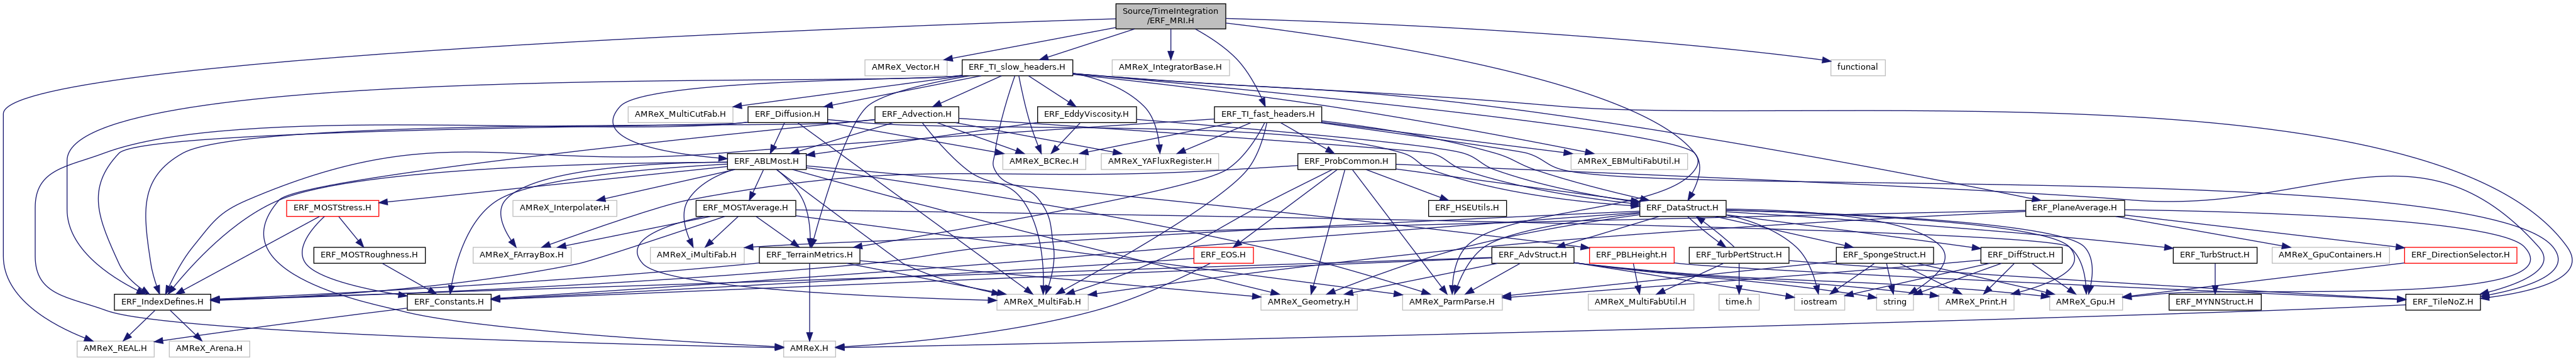 Source/TimeIntegration
/ERF_MRI.H
AMReX_Vector.H
ERF_TI_slow_headers.H
AMReX_IntegratorBase.H
functional
AMReX_MultiCutFab.H
ERF_Diffusion.H
ERF_Advection.H
ERF_EddyViscosity.H
ERF_TI_fast_headers.H
ERF_ABLMost.H
AMReX_BCRec.H
AMReX_YAFluxRegister.H
ERF_ProbCommon.H
AMReX_EBMultiFabUtil.H
ERF_MOSTStress.H
AMReX_Interpolater.H
ERF_MOSTAverage.H
ERF_HSEUtils.H
ERF_DataStruct.H
ERF_PlaneAverage.H
ERF_MOSTRoughness.H
AMReX_FArrayBox.H
AMReX_iMultiFab.H
ERF_TerrainMetrics.H
ERF_EOS.H
ERF_AdvStruct.H
ERF_PBLHeight.H
ERF_TurbPertStruct.H
ERF_SpongeStruct.H
ERF_DiffStruct.H
ERF_TurbStruct.H
AMReX_GpuContainers.H
ERF_DirectionSelector.H
ERF_IndexDefines.H
ERF_Constants.H
AMReX_MultiFab.H
AMReX_Geometry.H
AMReX_ParmParse.H
AMReX_MultiFabUtil.H
time.h
iostream
string
AMReX_Print.H
AMReX_Gpu.H
ERF_MYNNStruct.H
ERF_TileNoZ.H
AMReX_REAL.H
AMReX_Arena.H
AMReX.H